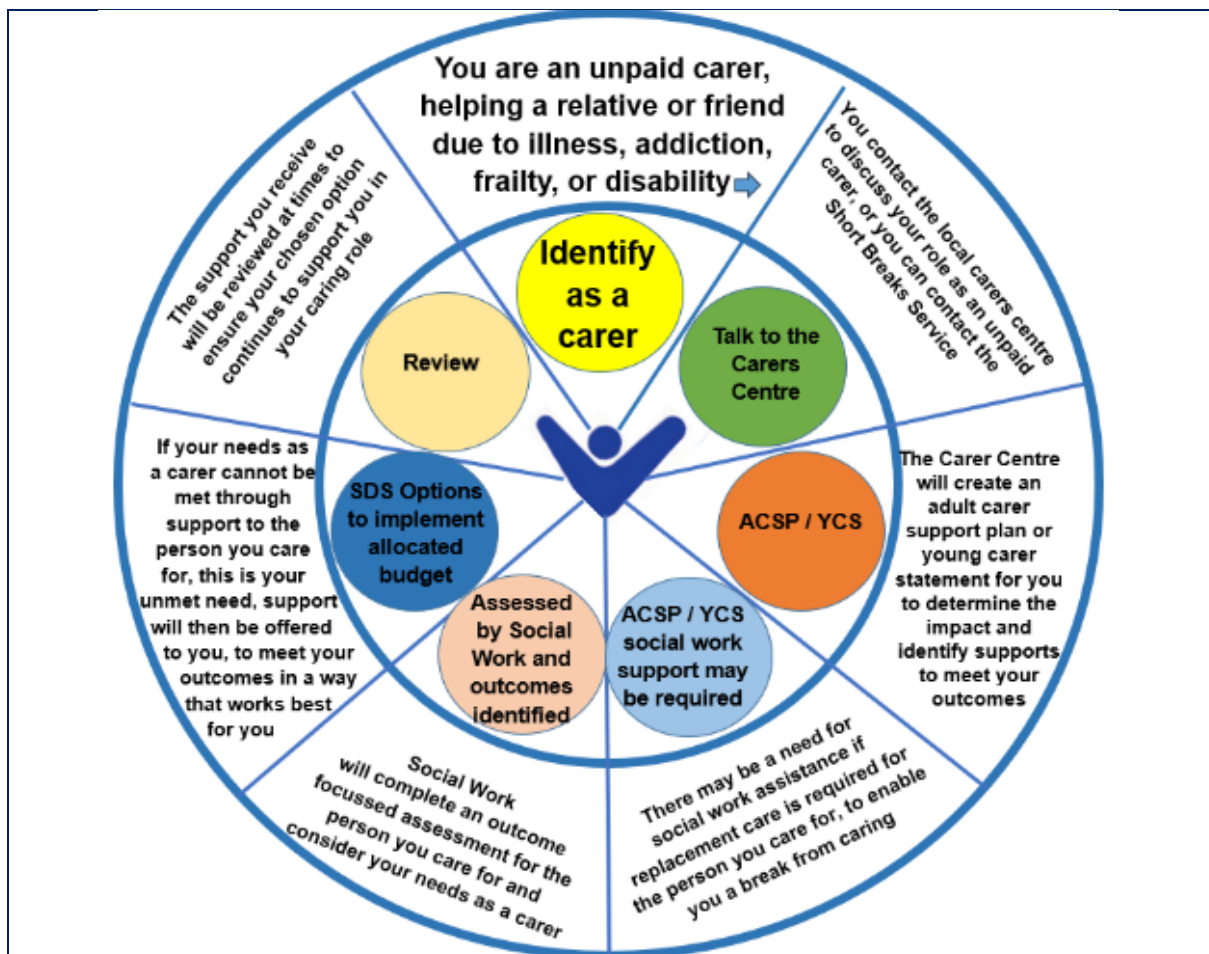 You are an unpaid carer,
helping a relative or friend
due to illness, addiction,
frailty, or disability
Identify
as a
carer
You contact the local carers centre
to discuss your role as an unpaid
carer, or you can contact the
Short Breaks Service
Talk to the
Carers
Centre
The Carer Centre
will create an
adult carer
support plan or
young carer
statement for you
to determine the
impact and
identify supports
to meet your
outcomes
ACSP / YCS
There may be a need for
social work assistance if
replacement care is required for
the person you care for, to enable
you a break from caring
ACSP / YCS
social work
support may
be required
Social Work
will complete an outcome
focussed assessment for the
person you care for and
consider your needs as a carer
Assessed
by Social
Work and
outcomes
identified
If your needs as
a carer cannot be
met through
support to the
person you care
for, this is your
unmet need, support
will then be offered
to you, to meet your
outcomes in a way
that works best
for you
SDS Options
to implement
allocated
budget
The support you receive
will be reviewed at times to
ensure your chosen option
continues to support you in
your caring role
Review